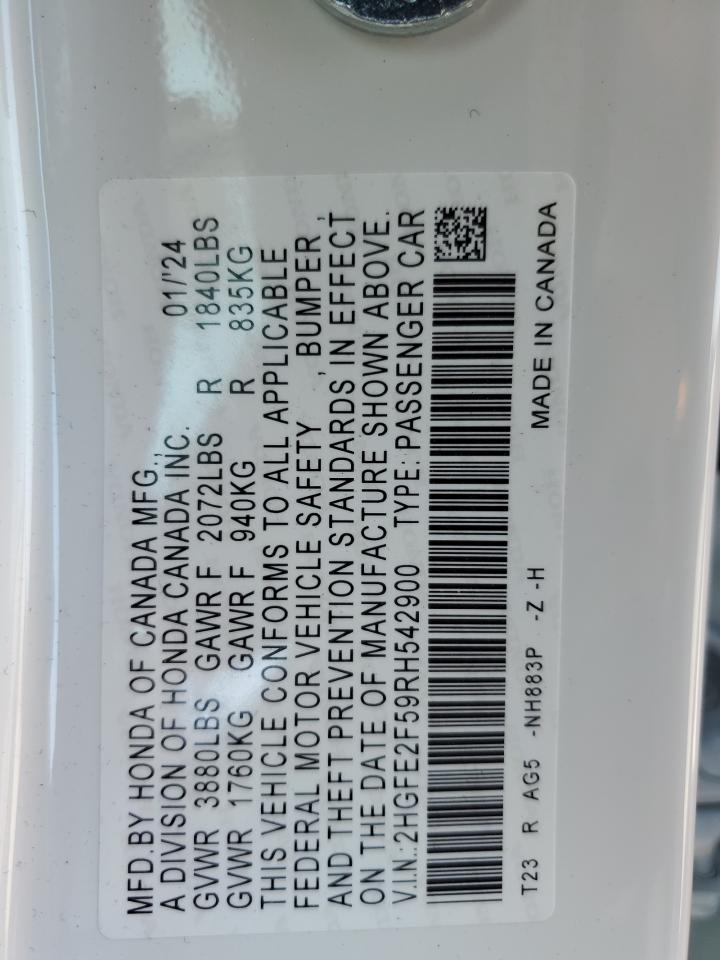 MFD.BY HONDA OF CANADA MFG., 01/'24
A DIVISION OF HONDA CANADA INC.
GVWR 3880LBS GAWR F 2072LBS R 1840LBS
GVWR 1760KG GAWR F 940KG R 835KG
THIS VEHICLE CONFORMS TO ALL APPLICABLE
FEDERAL MOTOR VEHICLE SAFETY , BUMPER ,
AND THEFT PREVENTION STANDARDS IN EFFECT
ON THE DATE OF MANUFACTURE SHOWN ABOVE.
V.I.N.:2HGFE2F59RH542900 TYPE: PASSENGER CAR
MADE IN CANADA
T23 R AG5 -NH883P -Z -H